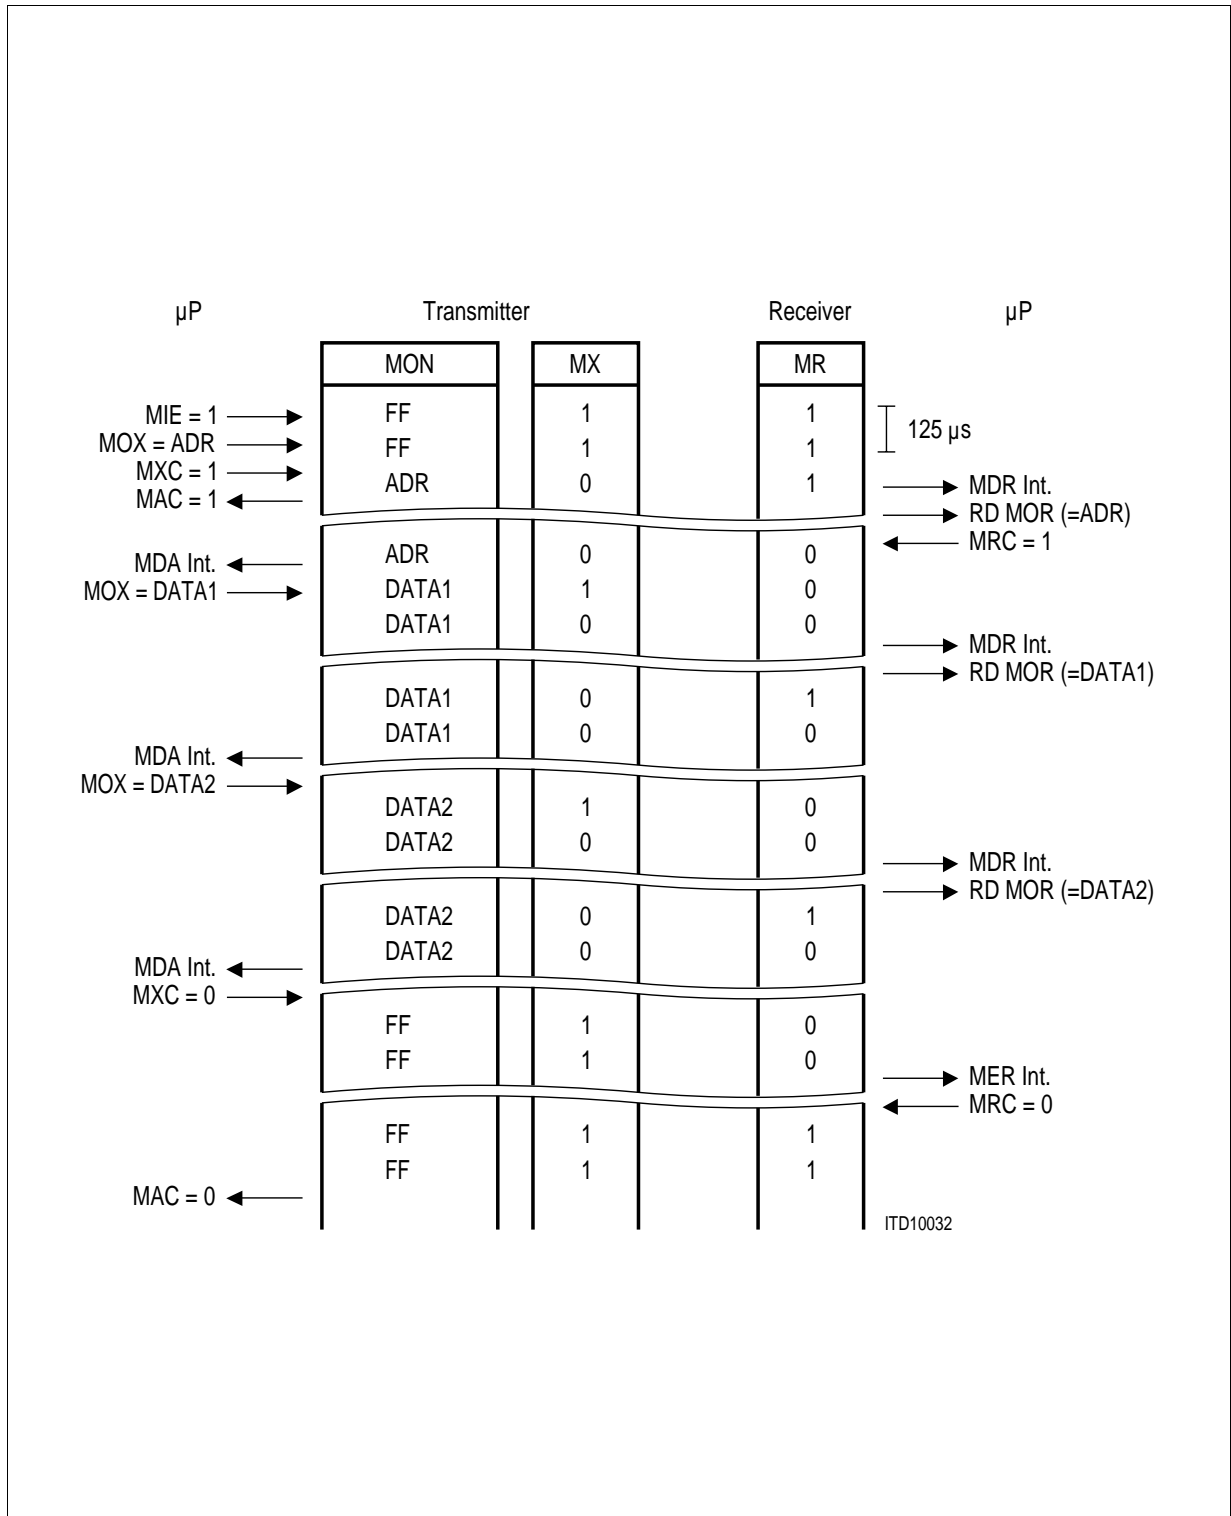 µP Transmitter Receiver µP
MON MX MR
MIE = 1 FF 1 1
125 µs
MOX = ADR FF 1 1
MXC = 1 ADR 0 1 MDR Int.
MAC = 1 RD MOR (=ADR)
ADR 0 0 MRC = 1
MDA Int.
MOX = DATA1 DATA1 1 0
DATA1 0 0
MDR Int.
RD MOR (=DATA1)
DATA1 0 1
DATA1 0 0
MDA Int.
MOX = DATA2
DATA2 1 0
DATA2 0 0
MDR Int.
RD MOR (=DATA2)
DATA2 0 1
DATA2 0 0
MDA Int.
MXC = 0
FF 1 0
FF 1 0
MER Int.
MRC = 0
FF 1 1
FF 1 1
MAC = 0
ITD10032